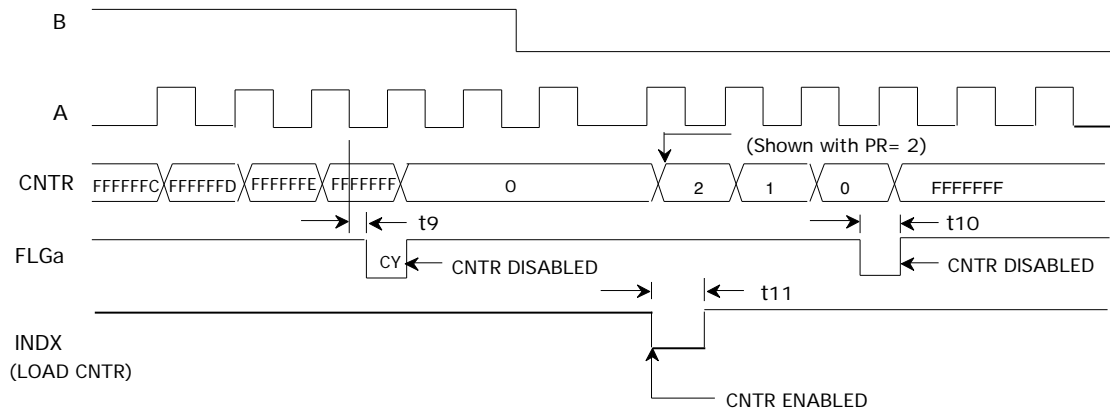 B
A
(Shown with PR= 2)
CNTR
FFFFFFC
FFFFFFD
FFFFFFE
FFFFFFF
0
2
1
0
FFFFFFF
t9
t10
FLGa
CY
CNTR DISABLED
CNTR DISABLED
t11
INDX
(LOAD CNTR)
CNTR ENABLED